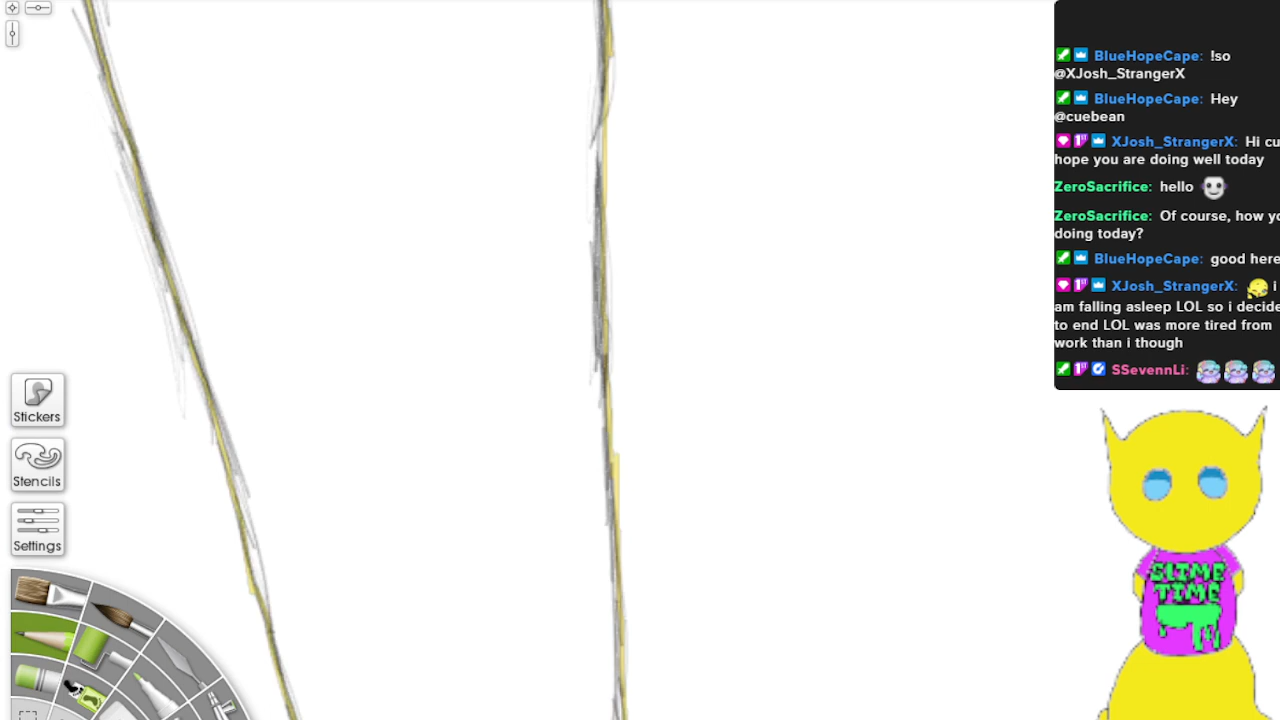 BlueHopeCape: !so
@XJosh_StrangerX
BlueHopeCape: Hey
@cuebean
XJosh_StrangerX: Hi cu
hope you are doing well today
ZeroSacrifice: hello
ZeroSacrifice: Of course, how yo
doing today?
BlueHopeCape: good here
XJosh_StrangerX: i
am falling asleep LOL so i decide
to end LOL was more tired from
work than i though
SSevennLi:
Stickers
Stencils
Settings
SLIME
TIME